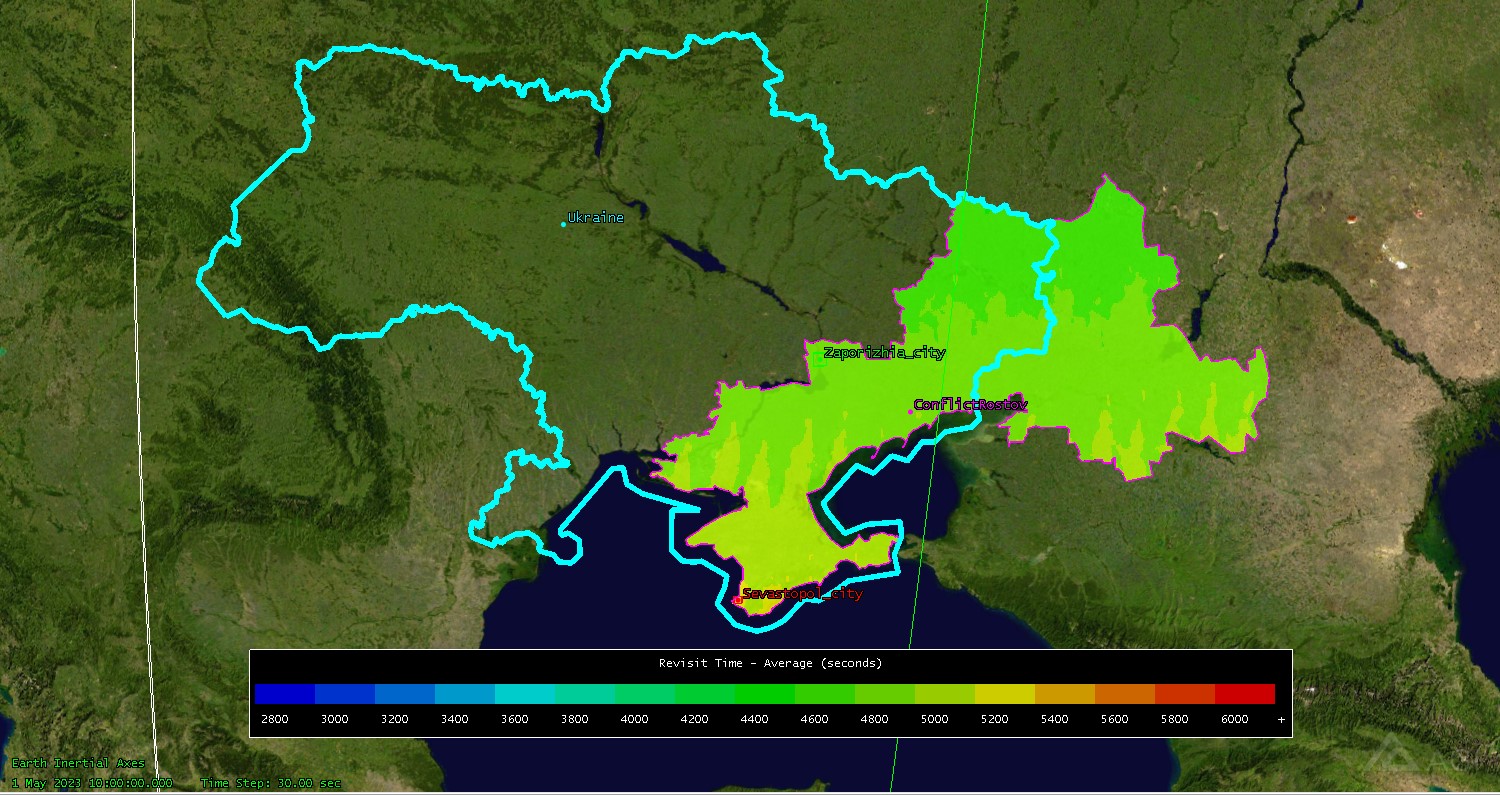 Ukraine
Zaporizhia_city
ConflictRostov
Sevastopol_city
Revisit Time - Average (seconds)
2800 3000 3200 3400 3600 3800 4000 4200 4400 4600 4800 5000 5200 5400 5600 5800 6000 +
Earth Inertial Axes
1 May 2023 10:00:00.000 Time Step: 30.00 sec